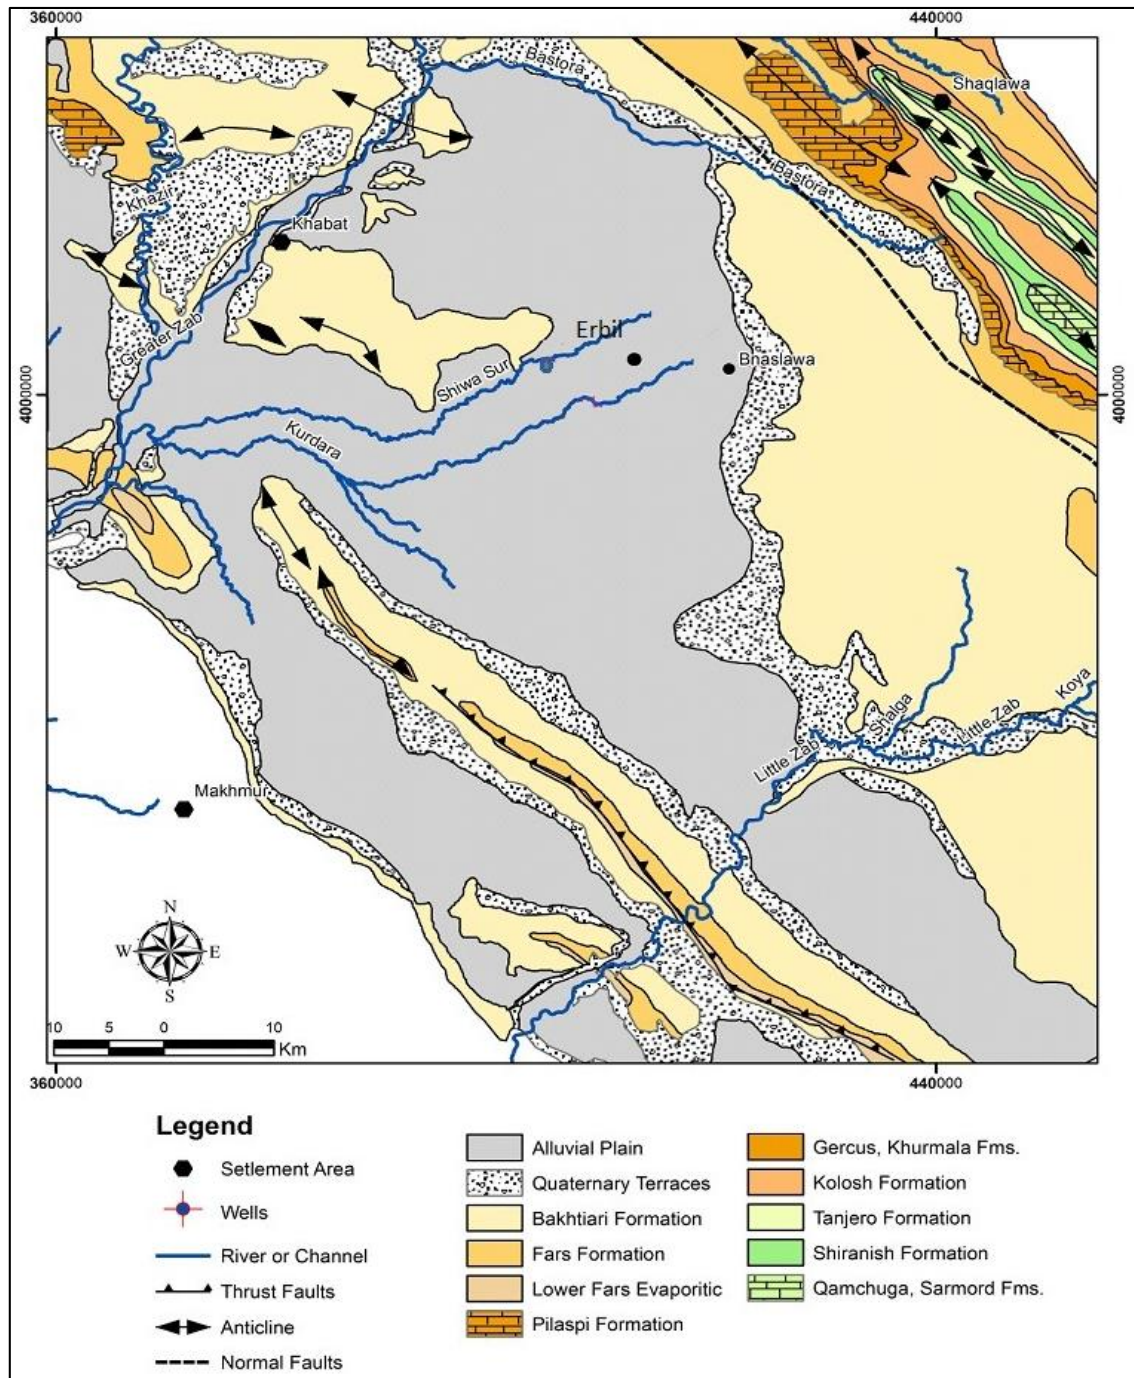 360000
440000
Bastora
Shaqlawa
Bastora
Khazir
Khabat
Greater Zab
Erbil
Bnaslawa
Shiwa Sur
4000000
4000000
Kurdara
Koya
Shalga
Little Zab
Little Zab
Makhmur
N
W
E
S
10
5
0
10
Km
360000
440000
Legend
Setlement Area
Wells
River or Channel
Thrust Faults
Anticline
Normal Faults
Alluvial Plain
Quaternary Terraces
Bakhtiari Formation
Fars Formation
Lower Fars Evaporitic
Pilaspi Formation
Gercus, Khurmala Fms.
Kolosh Formation
Tanjero Formation
Shiranish Formation
Qamchuga, Sarmord Fms.